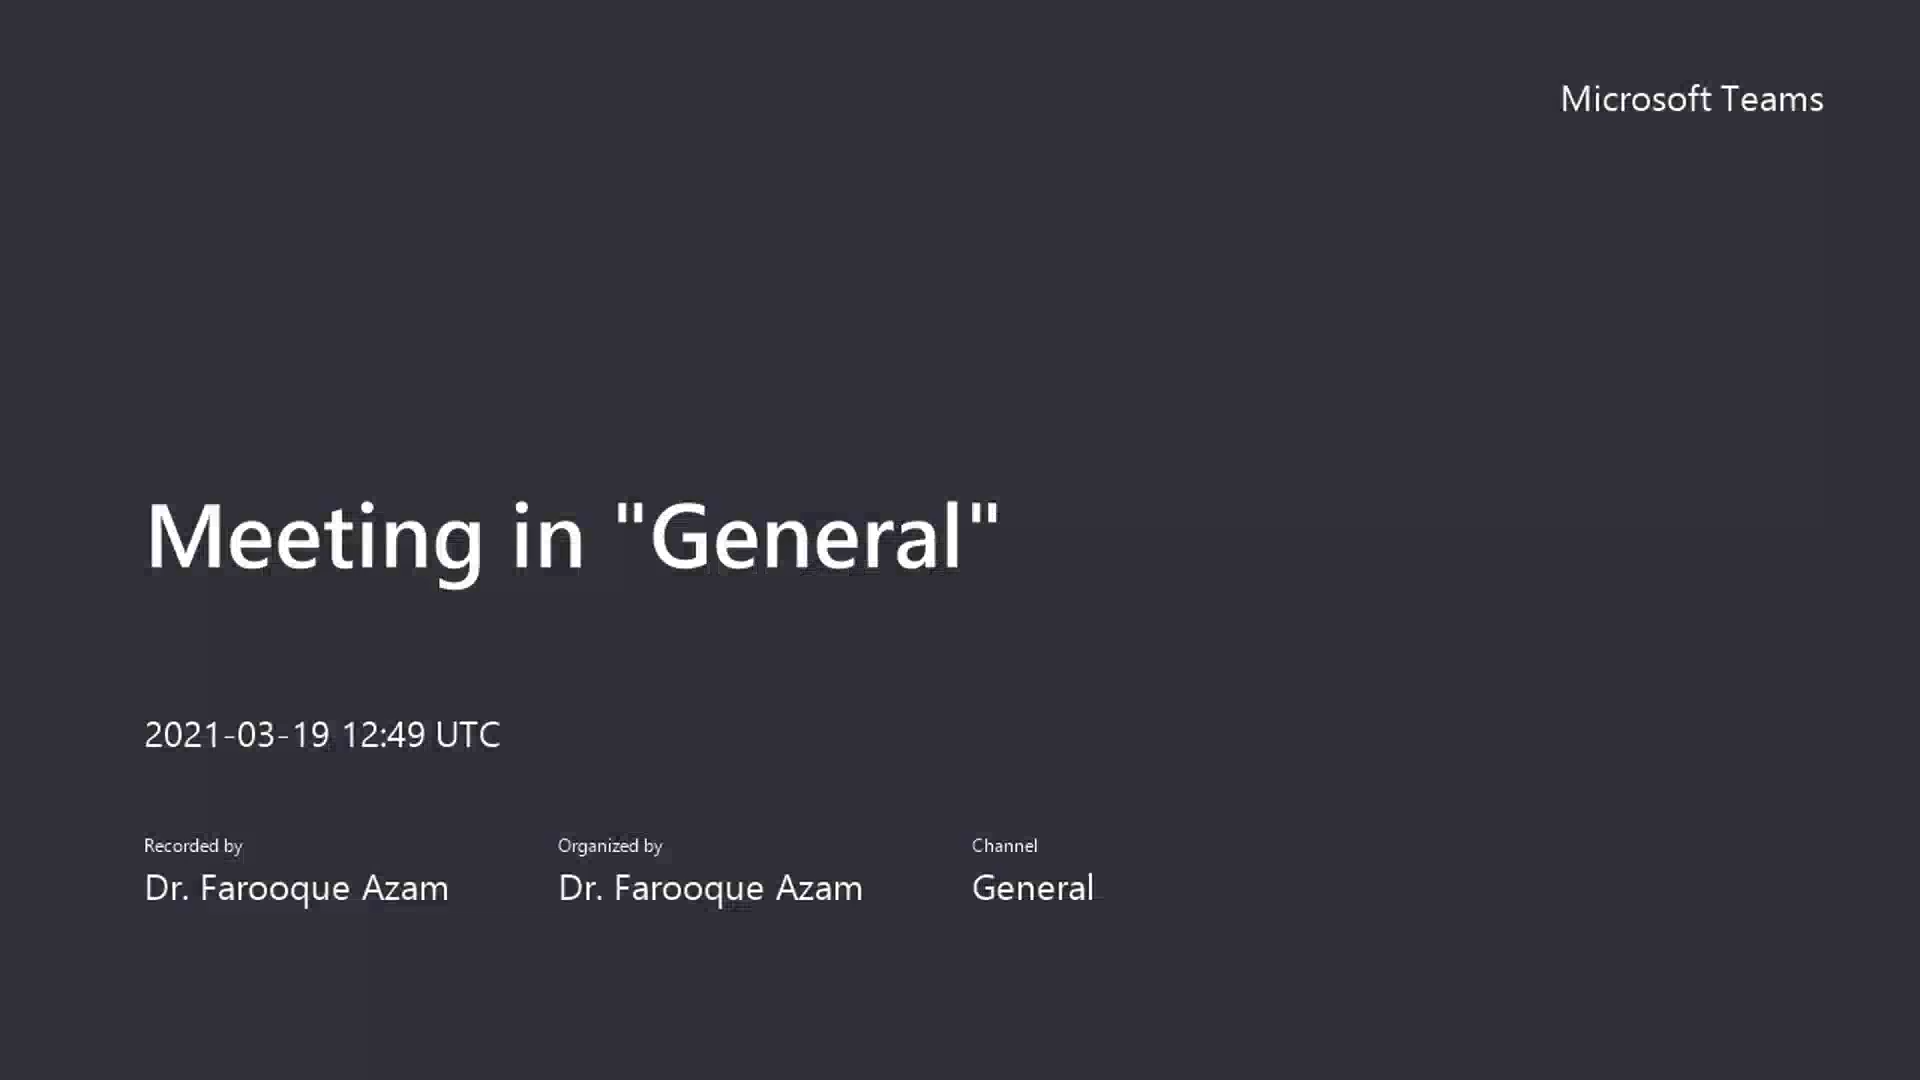 Microsoft Teams
Meeting in "General"
2021-03-19 12:49 UTC
Recorded by
Dr. Farooque Azam
Organized by
Dr. Farooque Azam
Channel
General